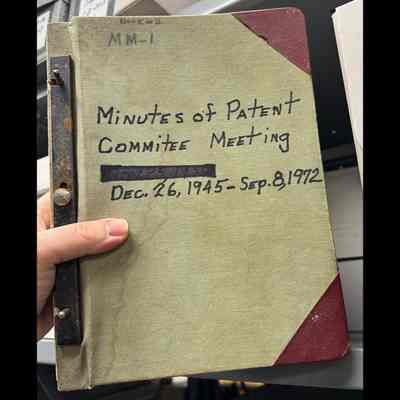 MM-1
MINUTES OF PATENT
COMMITEE MEETING
DEC. 26, 1945-SEP. 8, 1972